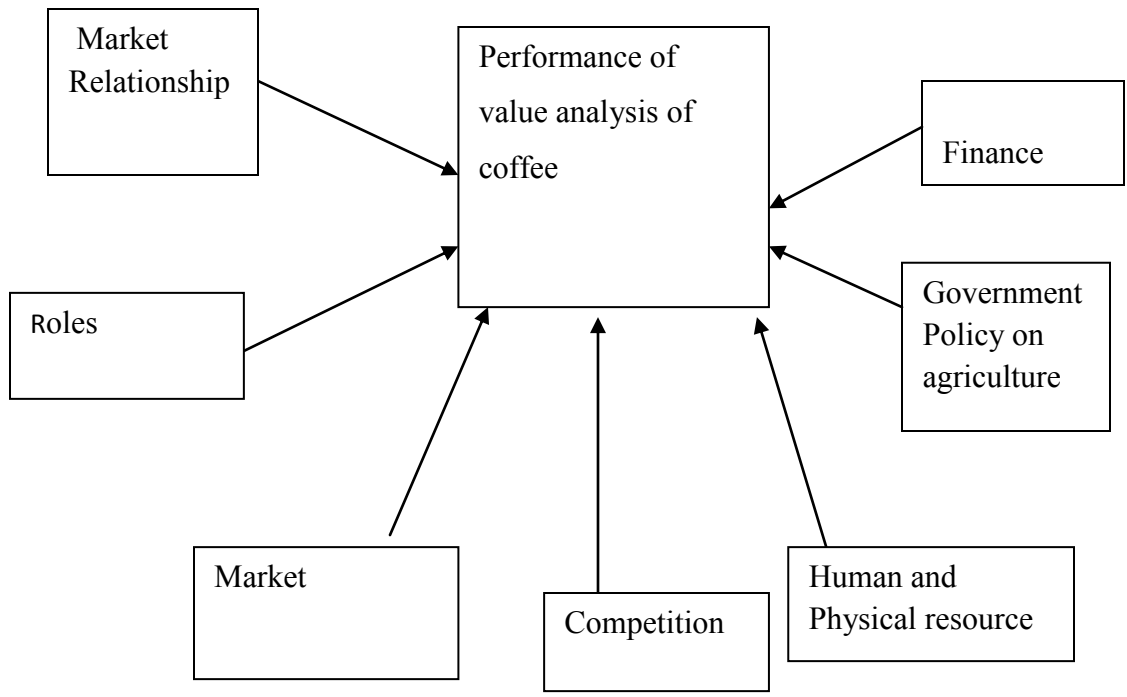 Market
Relationship
Performance of
value analysis of
coffee
Finance
Roles
Government
Policy on
agriculture
Market
Competition
Human and
Physical resource